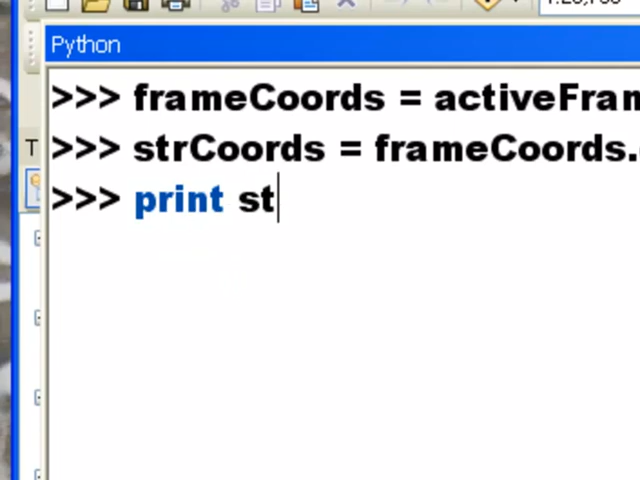 Python
>>> frameCoords = activeFram
>>> strCoords = frameCoords.
>>> print st
T